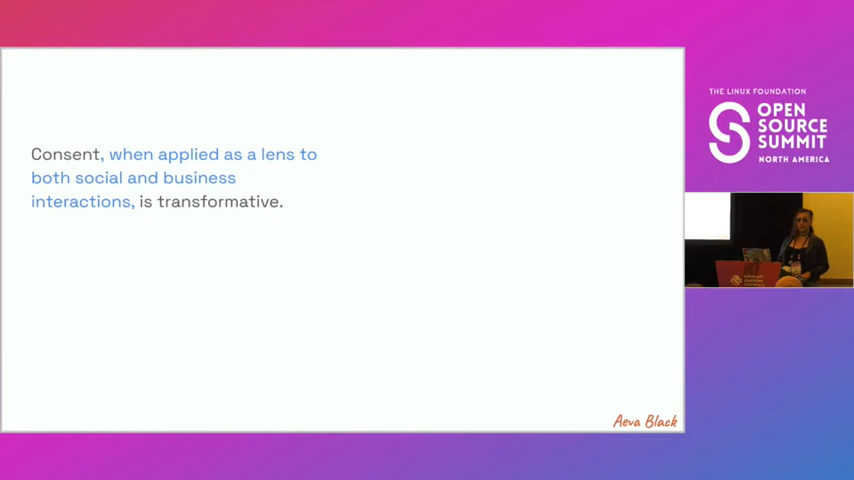 Consent, when applied as a lens to
both social and business
interactions, is transformative.
Aeva Black
THE LINUX FOUNDATION
OPEN
SOURCE
SUMMIT
NORTH AMERICA